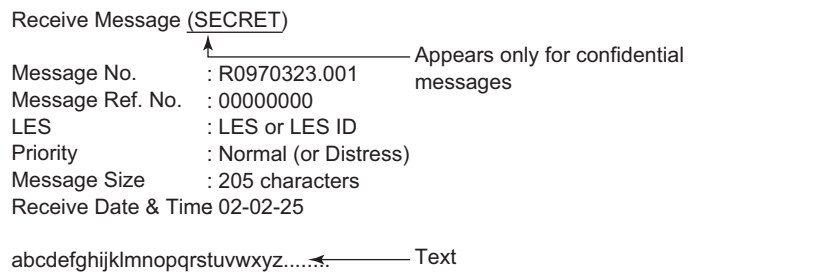 Receive Message (SECRET)
Appears only for confidential
messages
Message No. : R0970323.001
Message Ref. No. : 00000000
LES : LES or LES ID
Priority : Normal (or Distress)
Message Size : 205 characters
Receive Date & Time 02-02-25
abcdefghijklmnopqrstuvwxyz........ Text